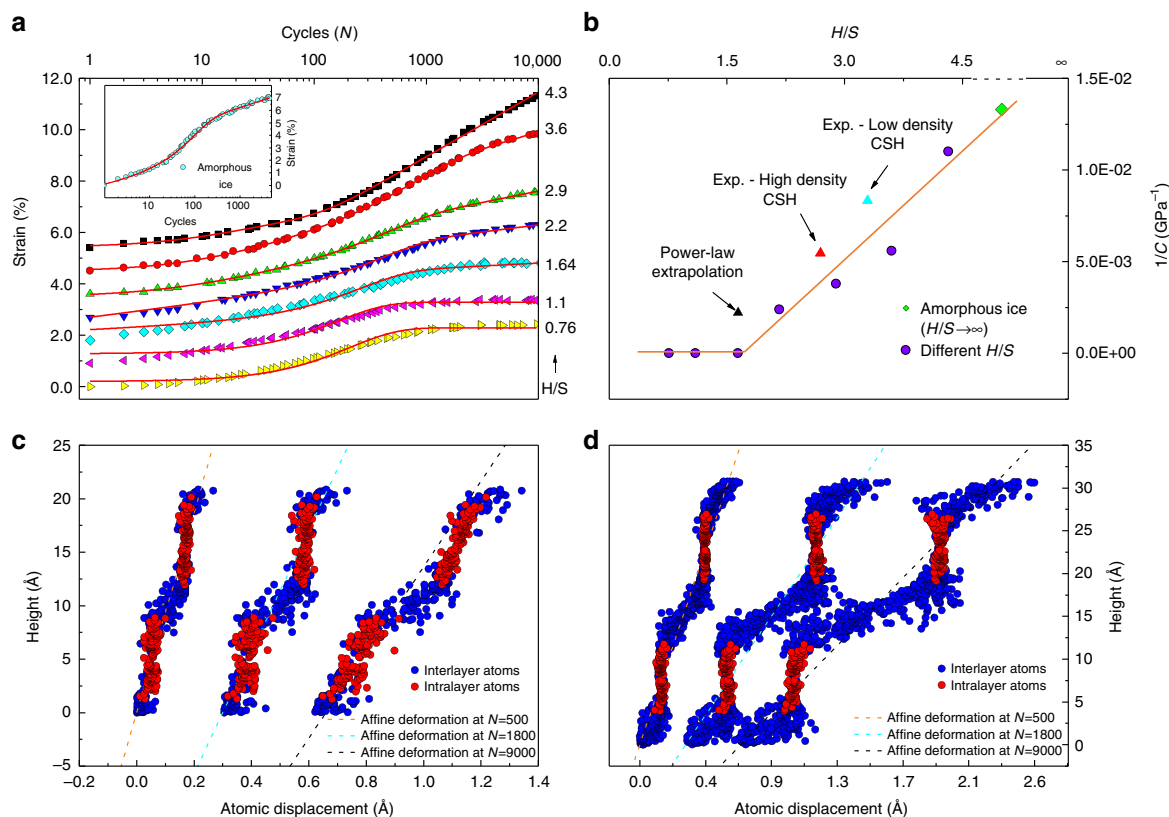 a
Cycles (N)
1 10 100 1000 10,000
12.0
10.0
8.0
6.0
4.0
2.0
0.0
Strain (%)
7
6
5
4
3
2
1
0
Strain (%)
Amorphous
ice
10 100 1000
Cycles
4.3
3.6
2.9
2.2
1.64
1.1
0.76
H/S
b
H/S
0.0 1.5 3.0 4.5 ∞
1.5E-02
1.0E-02
5.0E-03
0.0E+00
1/C (GPa⁻¹)
Exp. - Low density
CSH
Exp. - High density
CSH
Power-law
extrapolation
Amorphous ice
(H/S→∞)
Different H/S
c
25
20
15
10
5
0
−5
Height (Å)
Interlayer atoms
Intralayer atoms
Affine deformation at N=500
Affine deformation at N=1800
Affine deformation at N=9000
−0.2 0.0 0.2 0.4 0.6 0.8 1.0 1.2 1.4
Atomic displacement (Å)
d
35
30
25
20
15
10
5
0
Height (Å)
Interlayer atoms
Intralayer atoms
Affine deformation at N=500
Affine deformation at N=1800
Affine deformation at N=9000
0.0 0.4 0.9 1.3 1.7 2.1 2.6
Atomic displacement (Å)